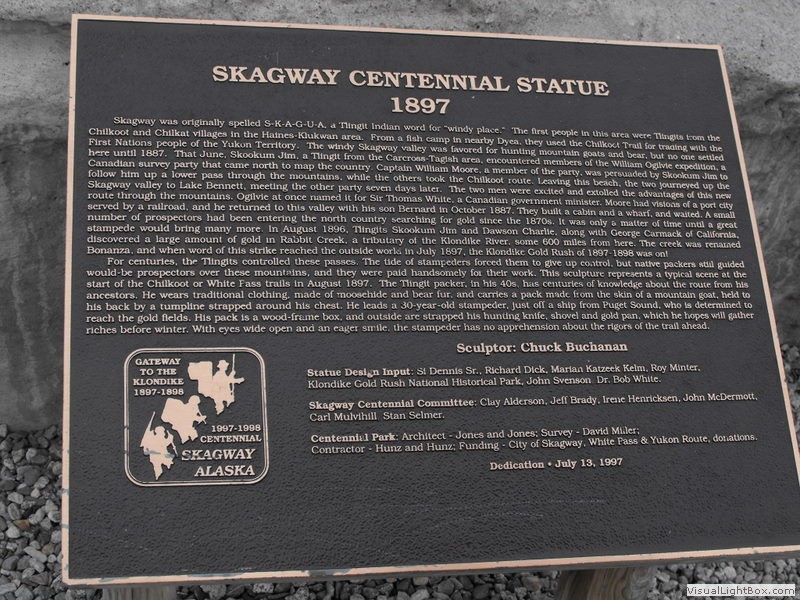 SKAGWAY CENTENNIAL STATUE
1897
Skagway was originally spelled S-K-A-G-U-A, a Tlingit Indian word for "windy place." The first people in this area were Tlingits from the
Chilkoot and Chilkat villages in the Haines-Klukwan area. From a fish camp in nearby Dyea, they used the Chilkoot Trail for trading with the
First Nations people of the Yukon Territory. The windy Skagway valley was favored for hunting mountain goats and bear, but no one settled
here until 1887. That June, Skookum Jim, a Tlingit from the Carcross-Tagish area, encountered members of the William Ogilvie expedition, a
Canadian survey party that came north to map the country. Captain William Moore, a member of the party, was persuaded by Skookum Jim to
follow him up a lower pass through the mountains, while the others took the Chilkoot route. Leaving this beach, the two journeyed up the
Skagway valley to Lake Bennett, meeting the other party seven days later. The two men were excited and extolled the advantages of this new
route through the mountains. Ogilvie at once named it for Sir Thomas White, a Canadian government minister. Moore had visions of a port city
served by a railroad, and he returned to this valley with his son Bernard in October 1887. They built a cabin and a wharf, and waited. A small
number of prospectors had been entering the north country searching for gold since the 1870s. It was only a matter of time until a great
stampede would bring many more. In August 1896, Tlingits Skookum Jim and Dawson Charlie, along with George Carmack of California,
discovered a large amount of gold in Rabbit Creek, a tributary of the Klondike River, some 600 miles from here. The creek was renamed
Bonanza, and when word of this strike reached the outside world in July 1897, the Klondike Gold Rush of 1897-1898 was on!
For centuries, the Tlingits controlled these passes. The tide of stampeders forced them to give up control, but native packers still guided
would-be prospectors over these mountains, and they were paid handsomely for their work. This sculpture represents a typical scene at the
start of the Chilkoot or White Pass trails in August 1897. The Tlingit packer, in his 40s, has centuries of knowledge about the route from his
ancestors. He wears traditional clothing, made of moosehide and bear fur, and carries a pack made from the skin of a mountain goat, held to
his back by a tumpline strapped around his chest. He leads a 30-year-old stampeder, just off a ship from Puget Sound, who is determined to
reach the gold fields. His pack is a wood-frame box, and outside are strapped his hunting knife, shovel and gold pan, which he hopes will gather
riches before winter. With eyes wide open and an eager smile, the stampeder has no apprehension about the rigors of the trail ahead.
Sculptor: Chuck Buchanan
Statue Design Input: Si Dennis Sr., Richard Dick, Marian Katzeek Kelm, Roy Minter,
Klondike Gold Rush National Historical Park, John Svenson, Dr. Bob White.
Skagway Centennial Committee: Clay Alderson, Jeff Brady, Irene Henricksen, John McDermott,
Carl Mulvihill, Stan Selmer.
Centennial Park: Architect - Jones and Jones; Survey - David Miller;
Contractor - Hunz and Hunz; Funding - City of Skagway, White Pass & Yukon Route, donations.
Dedication • July 13, 1997
GATEWAY
TO THE
KLONDIKE
1897-1898
1997-1998
CENTENNIAL
SKAGWAY
ALASKA
VisualLightBox.com